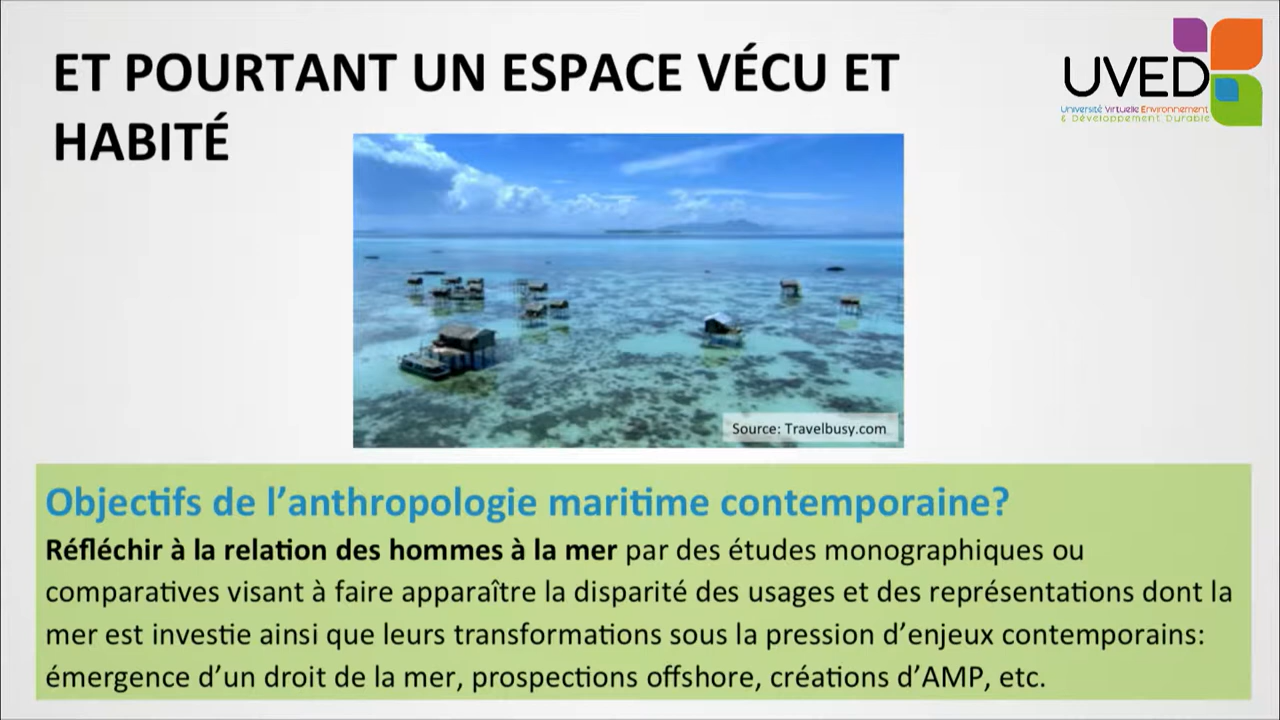 ET POURTANT UN ESPACE VÉCU ET
HABITÉ
UVED
Université Virtuelle Environnement
& Développement Durable
Source: Travelbusy.com
Objectifs de l’anthropologie maritime contemporaine?
Réfléchir à la relation des hommes à la mer par des études monographiques ou
comparatives visant à faire apparaître la disparité des usages et des représentations dont la
mer est investie ainsi que leurs transformations sous la pression d’enjeux contemporains:
émergence d’un droit de la mer, prospections offshore, créations d’AMP, etc.